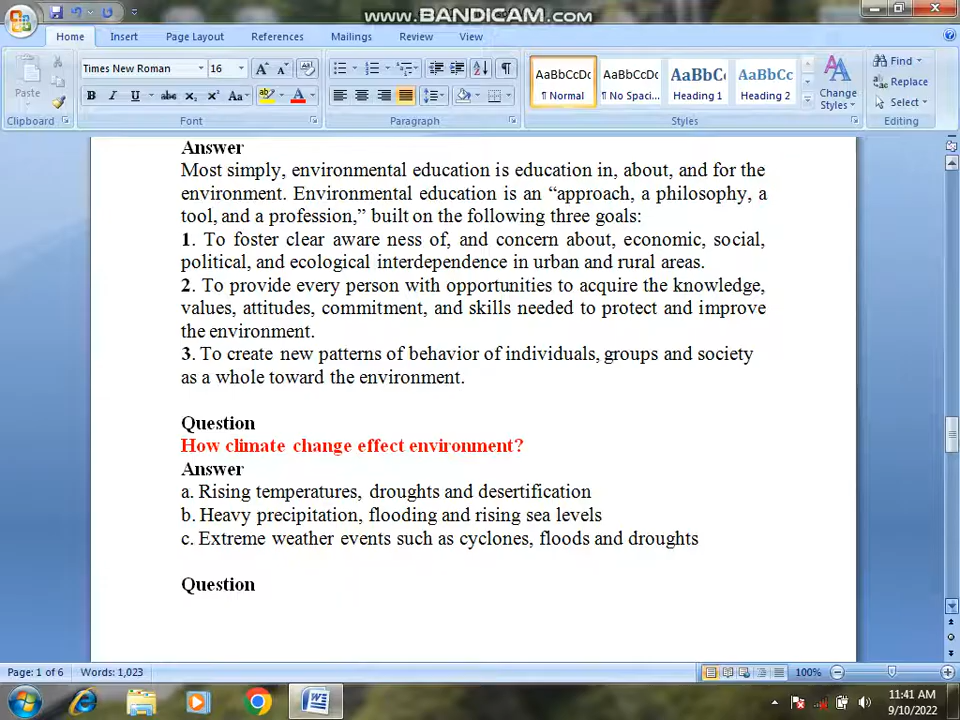 www.BANDICAM.com
Home Insert Page Layout References Mailings Review View
Paste
Times New Roman 16
AaBbCcDc AaBbCcDc AaBbC AaBbCc
¶ Normal ¶ No Spaci... Heading 1 Heading 2
Change Styles
Find
Replace
Select
Clipboard Font Paragraph Styles Editing
Answer
Most simply, environmental education is education in, about, and for the
environment. Environmental education is an “approach, a philosophy, a
tool, and a profession,” built on the following three goals:
1. To foster clear aware ness of, and concern about, economic, social,
political, and ecological interdependence in urban and rural areas.
2. To provide every person with opportunities to acquire the knowledge,
values, attitudes, commitment, and skills needed to protect and improve
the environment.
3. To create new patterns of behavior of individuals, groups and society
as a whole toward the environment.
Question
How climate change effect environment?
Answer
a. Rising temperatures, droughts and desertification
b. Heavy precipitation, flooding and rising sea levels
c. Extreme weather events such as cyclones, floods and droughts
Question
Page: 1 of 6 Words: 1,023 100%
11:41 AM
9/10/2022